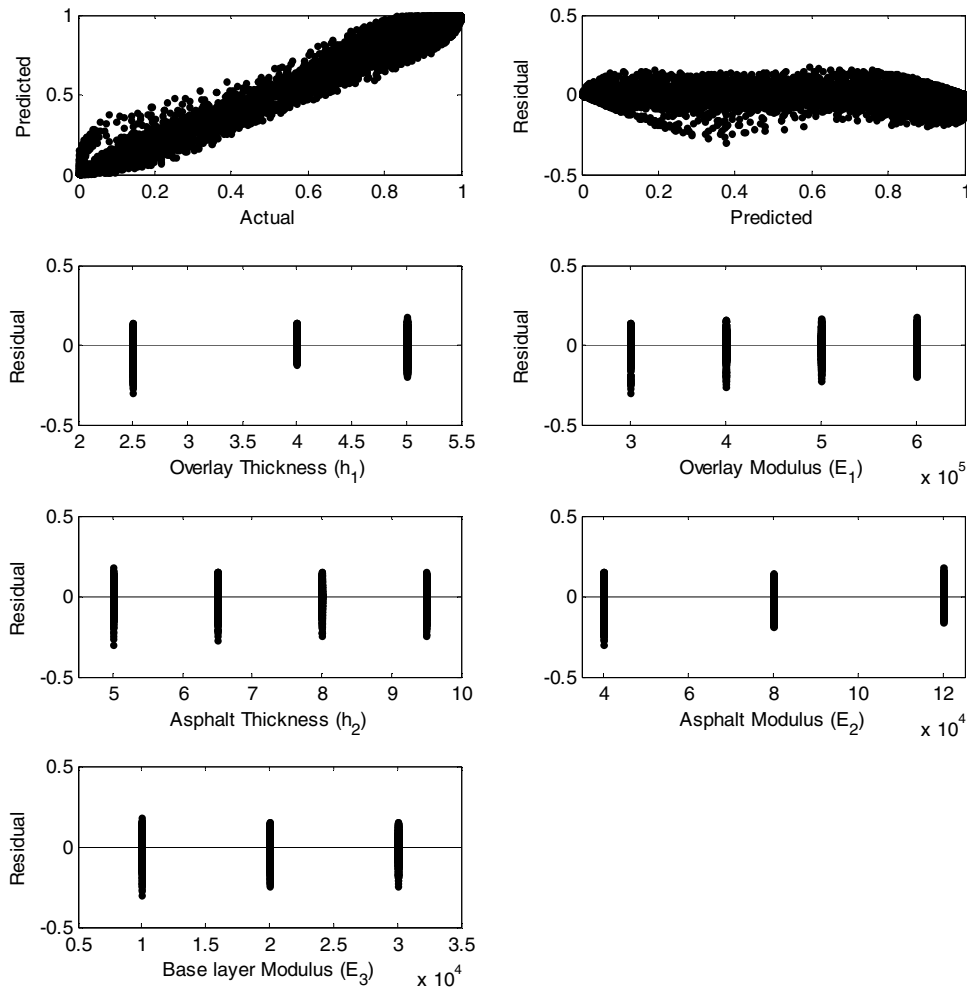 1
0.5
0
Predicted
0 0.2 0.4 0.6 0.8 1
Actual
0.5
0
-0.5
Residual
0 0.2 0.4 0.6 0.8 1
Predicted
0.5
0
-0.5
Residual
2 2.5 3 3.5 4 4.5 5 5.5
Overlay Thickness (h_1)
0.5
0
-0.5
Residual
3 4 5 6
Overlay Modulus (E_1)
x 10^5
0.5
0
-0.5
Residual
5 6 7 8 9 10
Asphalt Thickness (h_2)
0.5
0
-0.5
Residual
4 6 8 10 12
Asphalt Modulus (E_2)
x 10^4
0.5
0
-0.5
Residual
0.5 1 1.5 2 2.5 3 3.5
Base layer Modulus (E_3)
x 10^4